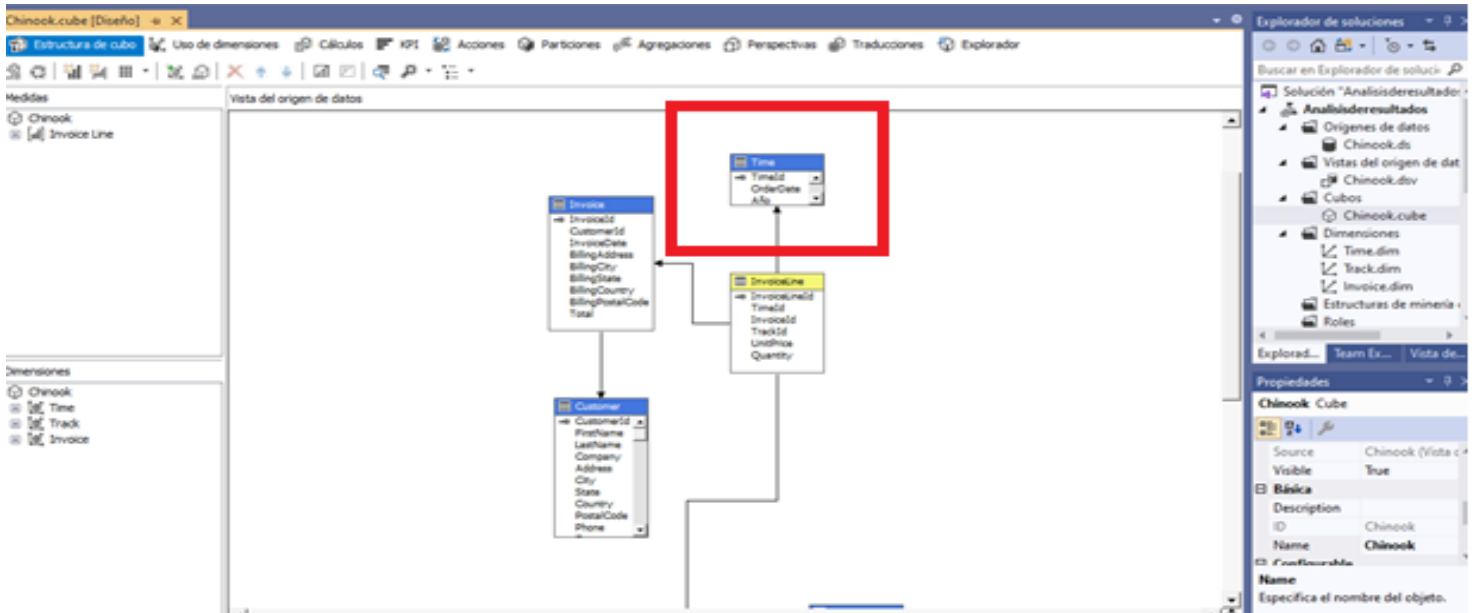 Chinook.cube [Diseño]
Explorador de soluciones
Estructura de cubo Uso de dimensiones Cálculos KPI Acciones Particiones Agregaciones Perspectivas Traducciones Explorador
Medidas
Chinook
Invoice Line
Vista del origen de datos
Time
TimeId
OrderDate
Año
Invoice
InvoiceId
CustomerId
InvoiceDate
BillingAddress
BillingCity
BillingState
BillingCountry
BillingPostalCode
Total
InvoiceLine
InvoiceLineId
TimeId
InvoiceId
TrackId
UnitPrice
Quantity
Customer
CustomerId
FirstName
LastName
Company
Address
City
State
Country
PostalCode
Phone
Dimensiones
Chinook
Time
Track
Invoice
Buscar en Explorador de soluci
Solución "Analisisderesultados
Analisisderesultados
Orígenes de datos
Chinook.ds
Vistas del origen de dat
Chinook.dsv
Cubos
Chinook.cube
Dimensiones
Time.dim
Track.dim
Invoice.dim
Estructuras de minería
Roles
Explorad... Team Ex... Vista de...
Propiedades
Chinook Cube
Source Chinook (Vista c
Visible True
Básica
Description
ID Chinook
Name Chinook
Configurable
Name
Especifica el nombre del objeto.